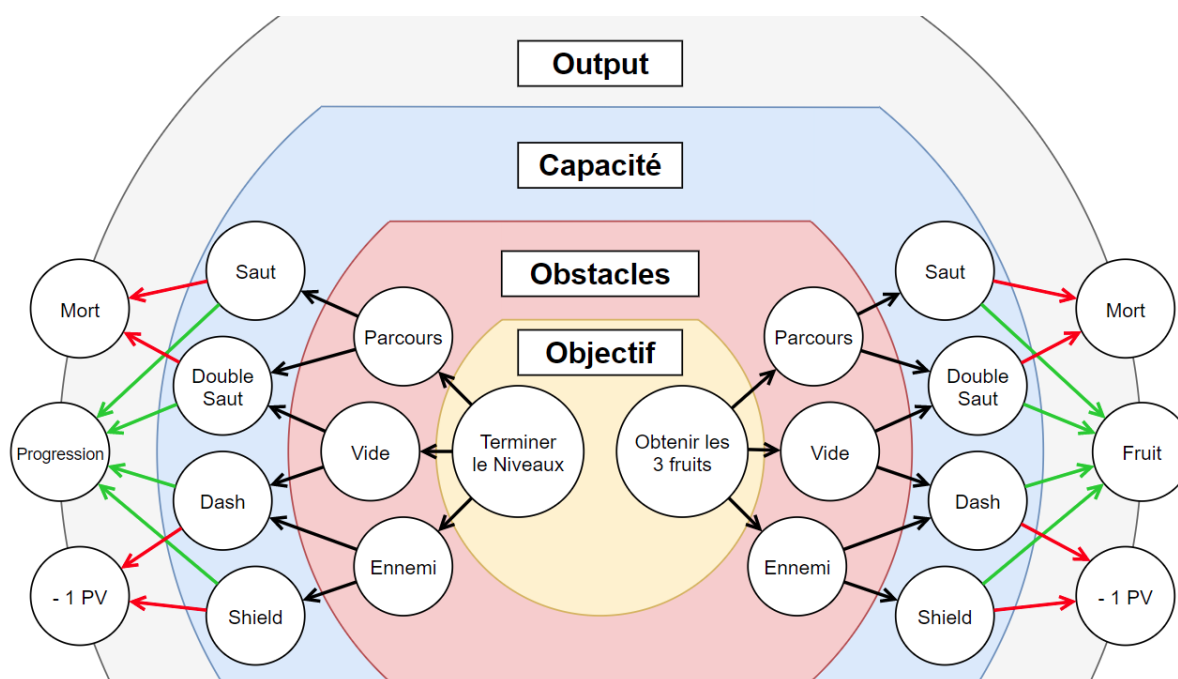 Output
Capacité
Obstacles
Objectif
Saut
Mort
Parcours
Double
Saut
Progression
Vide
Terminer
le Niveaux
Dash
Ennemi
- 1 PV
Shield
Saut
Mort
Parcours
Double
Saut
Obtenir les
3 fruits
Vide
Fruit
Dash
Ennemi
- 1 PV
Shield